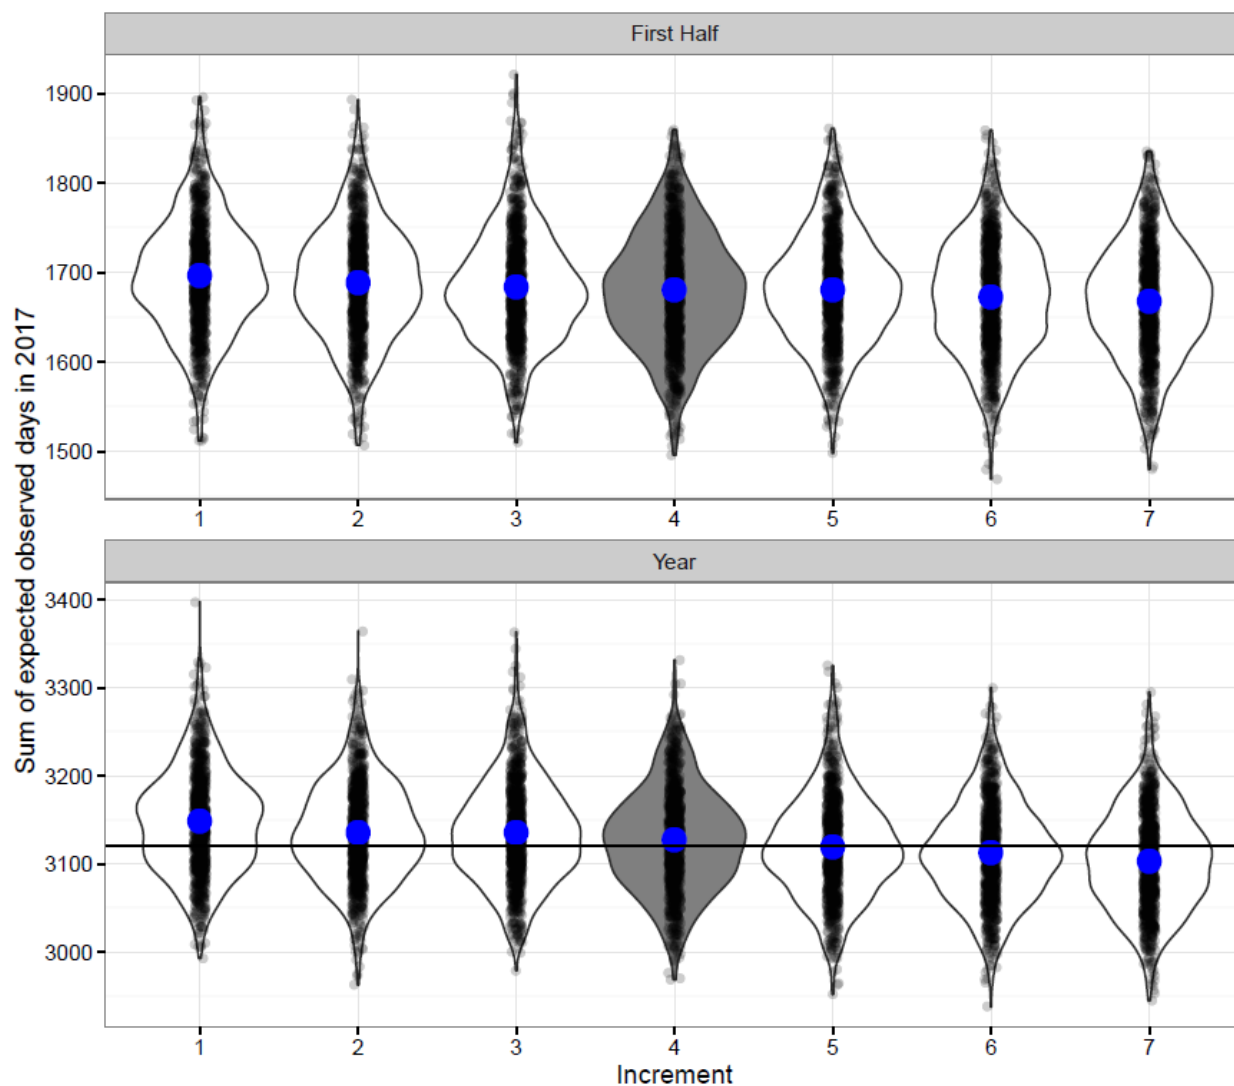 First Half
1900
1800
1700
1600
1500
1 2 3 4 5 6 7
Year
3400
3300
3200
3100
3000
1 2 3 4 5 6 7
Increment
Sum of expected observed days in 2017